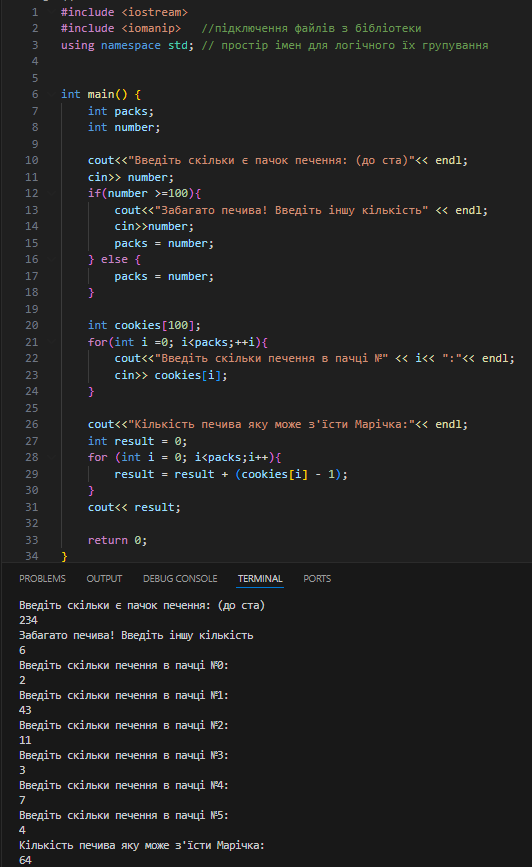 1 #include <iostream>
2 #include <iomanip>   //підключення файлів з бібліотеки
3 using namespace std; // простір імен для логічного їх групування
4
5
6 int main() {
7     int packs;
8     int number;
9
10     cout<<"Введіть скільки є пачок печення: (до ста)"<< endl;
11     cin>> number;
12     if(number >=100){
13         cout<<"Забагато печива! Введіть іншу кількість" << endl;
14         cin>>number;
15         packs = number;
16     } else {
17         packs = number;
18     }
19
20     int cookies[100];
21     for(int i =0; i<packs;++i){
22         cout<<"Введіть скільки печення в пачці №" << i<< ":"<< endl;
23         cin>> cookies[i];
24     }
25
26     cout<<"Кількість печива яку може з'їсти Марічка:"<< endl;
27     int result = 0;
28     for (int i = 0; i<packs;i++){
29         result = result + (cookies[i] - 1);
30     }
31     cout<< result;
32
33     return 0;
34 }
PROBLEMS OUTPUT DEBUG CONSOLE TERMINAL PORTS
Введіть скільки є пачок печення: (до ста)
234
Забагато печива! Введіть іншу кількість
6
Введіть скільки печення в пачці №0:
2
Введіть скільки печення в пачці №1:
43
Введіть скільки печення в пачці №2:
11
Введіть скільки печення в пачці №3:
3
Введіть скільки печення в пачці №4:
7
Введіть скільки печення в пачці №5:
4
Кількість печива яку може з'їсти Марічка:
64